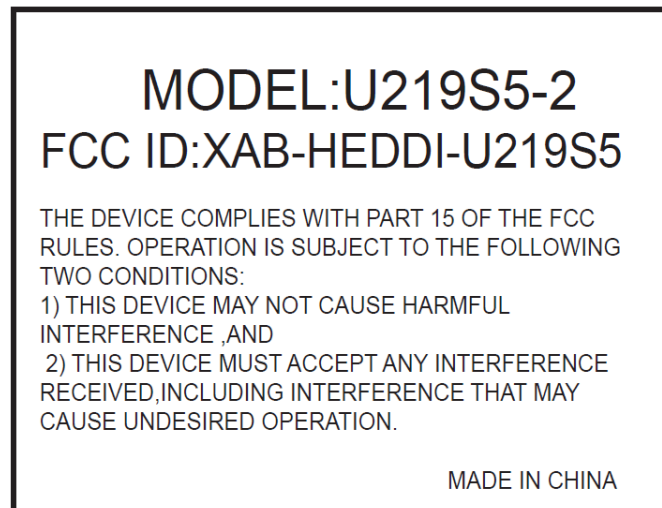 MODEL:U219S5-2
FCC ID:XAB-HEDDI-U219S5
THE DEVICE COMPLIES WITH PART 15 OF THE FCC
RULES. OPERATION IS SUBJECT TO THE FOLLOWING
TWO CONDITIONS:
1) THIS DEVICE MAY NOT CAUSE HARMFUL
INTERFERENCE ,AND
2) THIS DEVICE MUST ACCEPT ANY INTERFERENCE
RECEIVED,INCLUDING INTERFERENCE THAT MAY
CAUSE UNDESIRED OPERATION.
MADE IN CHINA